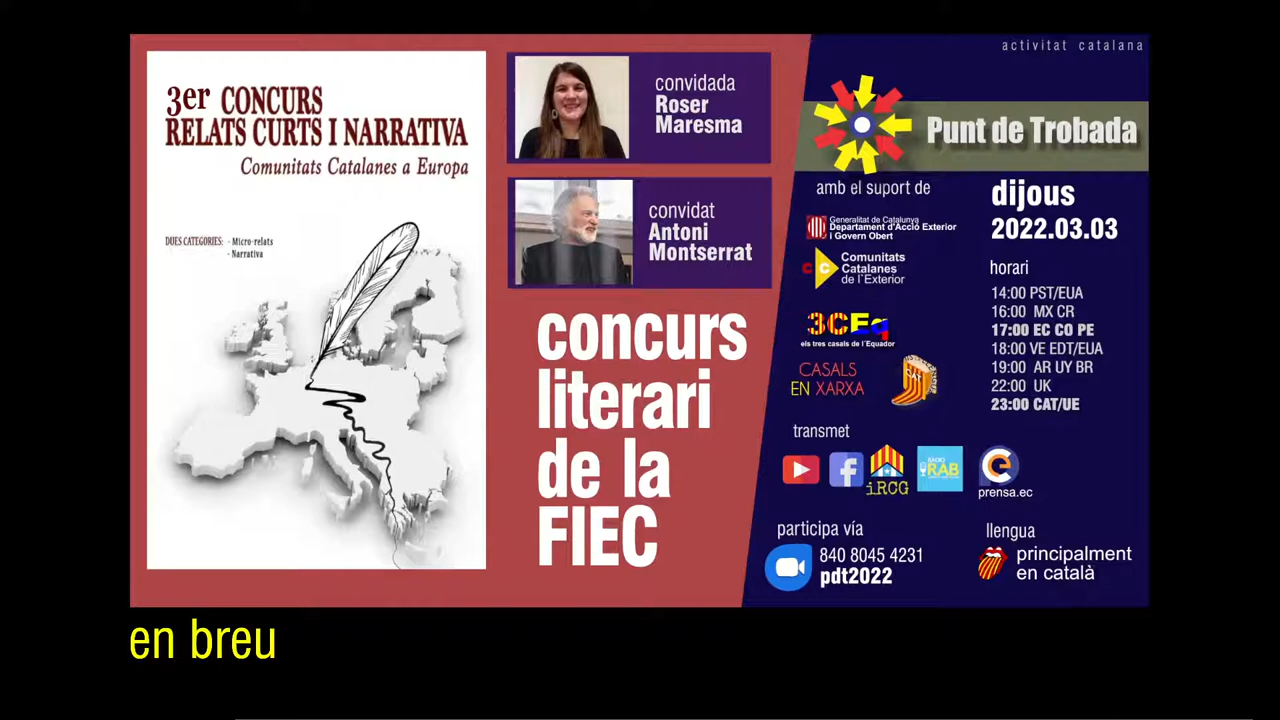 3er CONCURS
RELATS CURTS I NARRATIVA
Comunitats Catalanes a Europa
DUES CATEGORIES: - Micro-relats
- Narrativa
convidada
Roser
Maresma
convidat
Antoni
Montserrat
concurs
literari
de la
FIEC
activitat catalana
Punt de Trobada
amb el suport de
Generalitat de Catalunya
Departament d'Acció Exterior
i Govern Obert
CC
Comunitats
Catalanes
de l´Exterior
3CEq
els tres casals de l´Equador
CASALS
EN XARXA
CAT
dijous
2022.03.03
horari
14:00 PST/EUA
16:00 MX CR
17:00 EC CO PE
18:00 VE EDT/EUA
19:00 AR UY BR
22:00 UK
23:00 CAT/UE
transmet
iRCG
RÀDIO
RAB
prensa.ec
participa vía
840 8045 4231
pdt2022
llengua
principalment
en català
en breu